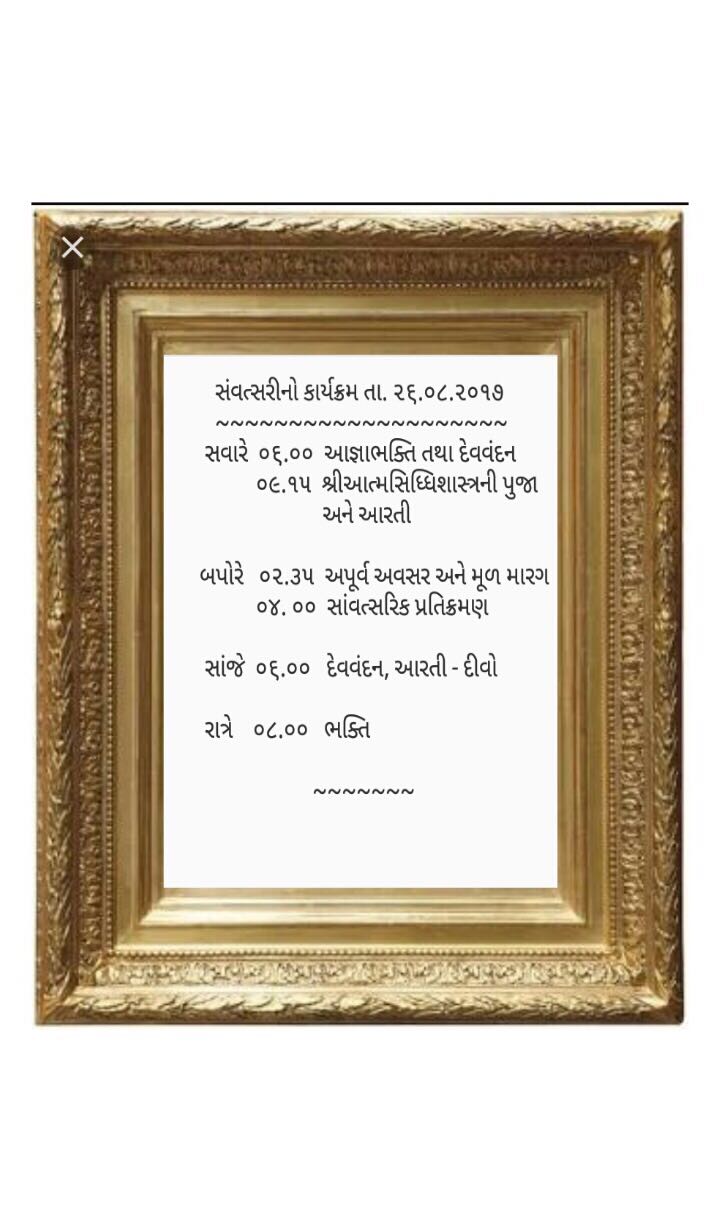 સંવત્સરીનો કાર્યક્રમ તા. ૨૬.૦૮.૨૦૧૭
~~~~~~~~~~~~~~~~~~~~
સવારે ૦૬.૦૦ આજ્ઞાભક્તિ તથા દેવવંદન
૦૯.૧૫ શ્રીઆત્મસિધ્ધિશાસ્ત્રની પુજા
અને આરતી
બપોરે ૦૨.૩૫ અપૂર્વ અવસર અને મૂળ મારગ
૦૪. ૦૦ સાંવત્સરિક પ્રતિક્રમણ
સાંજે ૦૬.૦૦ દેવવંદન, આરતી - દીવો
રાત્રે ૦૮.૦૦ ભક્તિ
~~~~~~~